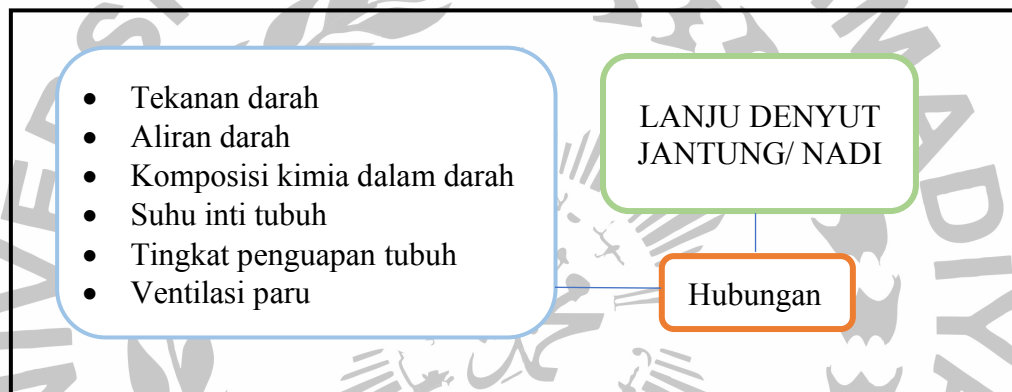 • Tekanan darah
• Aliran darah
• Komposisi kimia dalam darah
• Suhu inti tubuh
• Tingkat penguapan tubuh
• Ventilasi paru
LANJU DENYUT
JANTUNG/ NADI
Hubungan